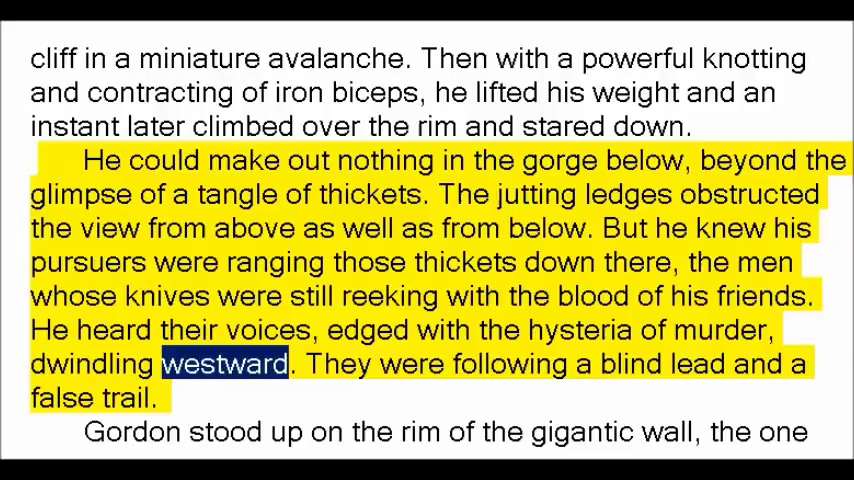 cliff in a miniature avalanche. Then with a powerful knotting
and contracting of iron biceps, he lifted his weight and an
instant later climbed over the rim and stared down.
He could make out nothing in the gorge below, beyond the
glimpse of a tangle of thickets. The jutting ledges obstructed
the view from above as well as from below. But he knew his
pursuers were ranging those thickets down there, the men
whose knives were still reeking with the blood of his friends.
He heard their voices, edged with the hysteria of murder,
dwindling westward. They were following a blind lead and a
false trail.
Gordon stood up on the rim of the gigantic wall, the one